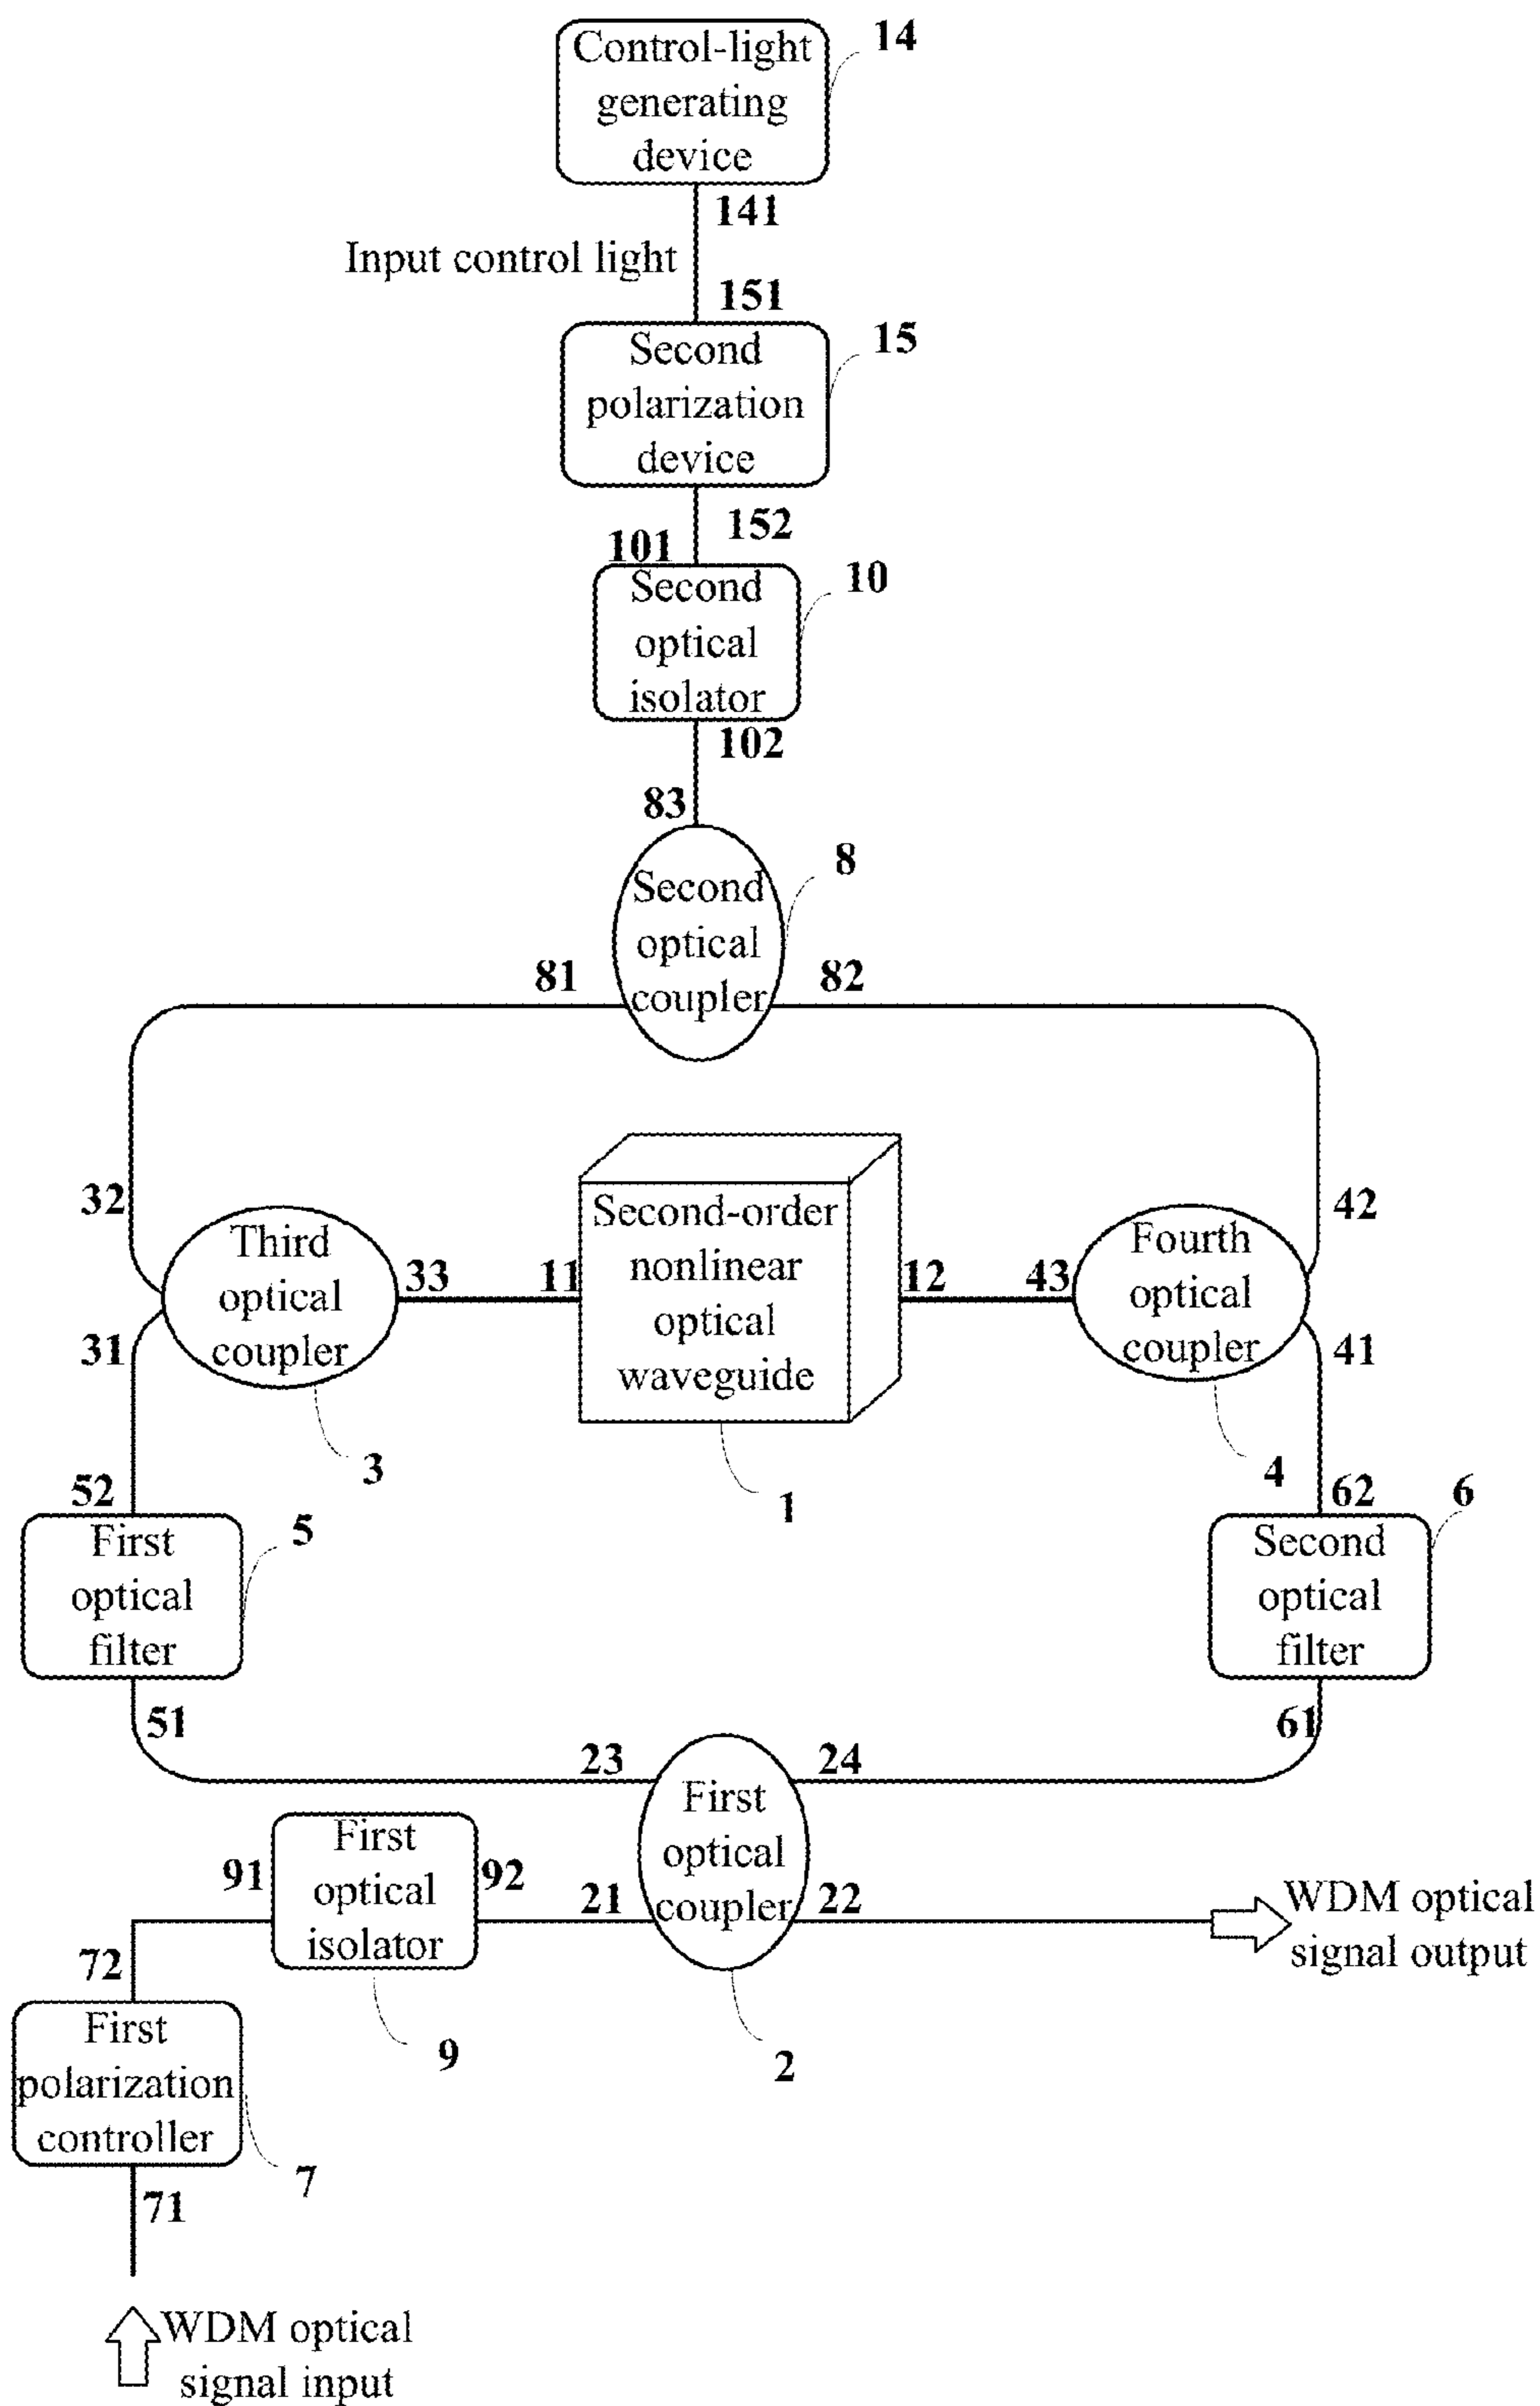 Control-light
generating
device
14
141
Input control light
151
Second
polarization
device
15
152
101
Second
optical
isolator
10
102
83
Second
optical
coupler
8
81
82
32
42
Third
optical
coupler
33
11
Second-order
nonlinear
optical
waveguide
12
43
Fourth
optical
coupler
31
41
3
1
4
52
62
6
First
optical
filter
5
Second
optical
filter
51
61
23
24
First
optical
coupler
91
First
optical
isolator
92
21
22
WDM optical
signal output
72
9
2
First
polarization
controller
7
71
WDM optical
signal input